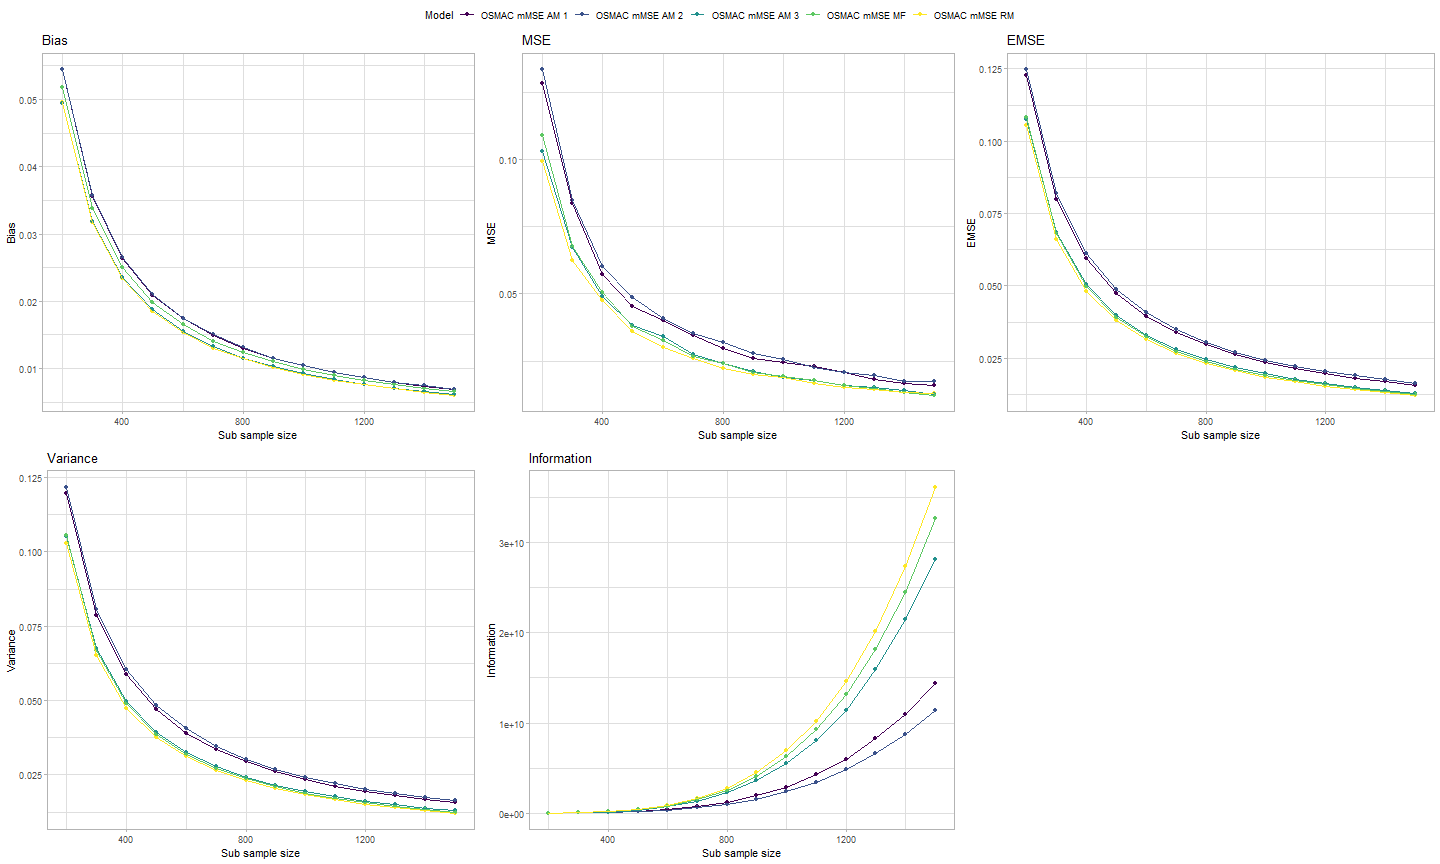 Model OSMAC mMSE AM 1 OSMAC mMSE AM 2 OSMAC mMSE AM 3 OSMAC mMSE MF OSMAC mMSE RM
Bias
0.05
0.04
0.03
0.02
0.01
Bias
400 800 1200
Sub sample size
MSE
0.10
0.05
MSE
400 800 1200
Sub sample size
EMSE
0.125
0.100
0.075
0.050
0.025
EMSE
400 800 1200
Sub sample size
Variance
0.125
0.100
0.075
0.050
0.025
Variance
400 800 1200
Sub sample size
Information
3e+10
2e+10
1e+10
0e+00
Information
400 800 1200
Sub sample size